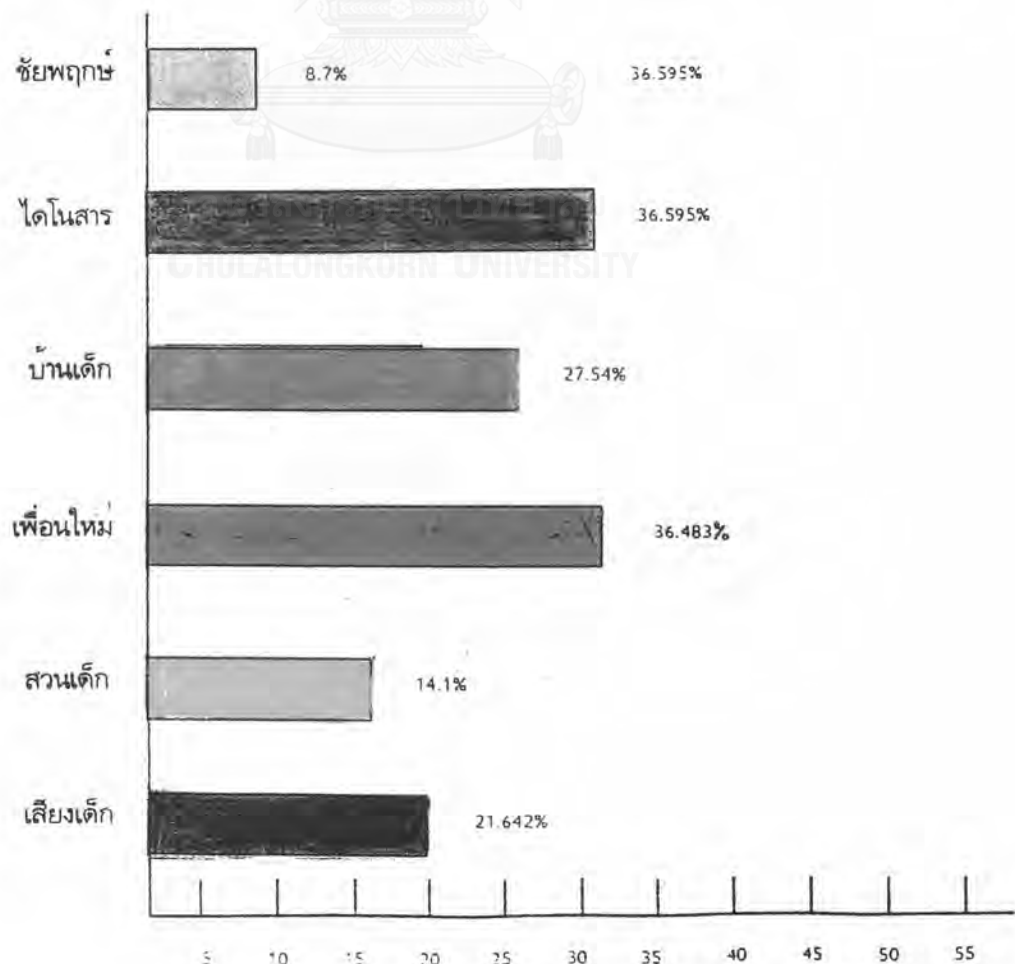 ชัยพฤกษ์ 8.7% 36.595%
ไดโนสาร 36.595%
CHULALONGKORN UNIVERSITY
บ้านเด็ก 27.54%
เพื่อนใหม่ 36.483%
สวนเด็ก 14.1%
เสียงเด็ก 21.642%
5 10 15 20 25 30 35 40 45 50 55